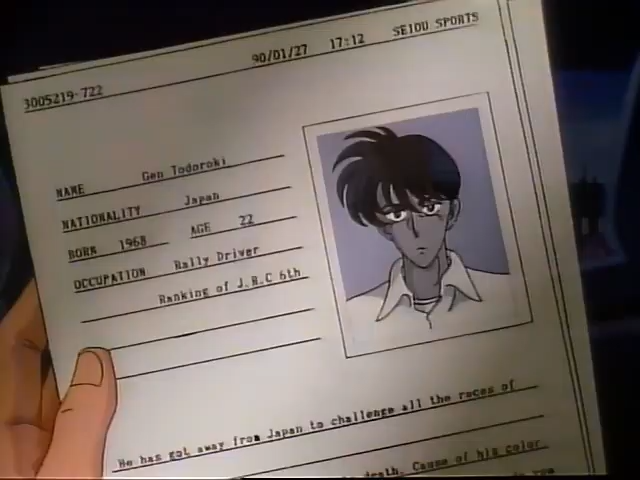 90/01/27 17:12 SEIOU SPORTS
3005219-722
NAME Gen Todoroki
NATIONALITY Japan
BORN 1968 AGE 22
OCCUPATION Rally Driver
Ranking of J.R.C 6th
He has got away from Japan to challenge all the races of
death. Cause of his color